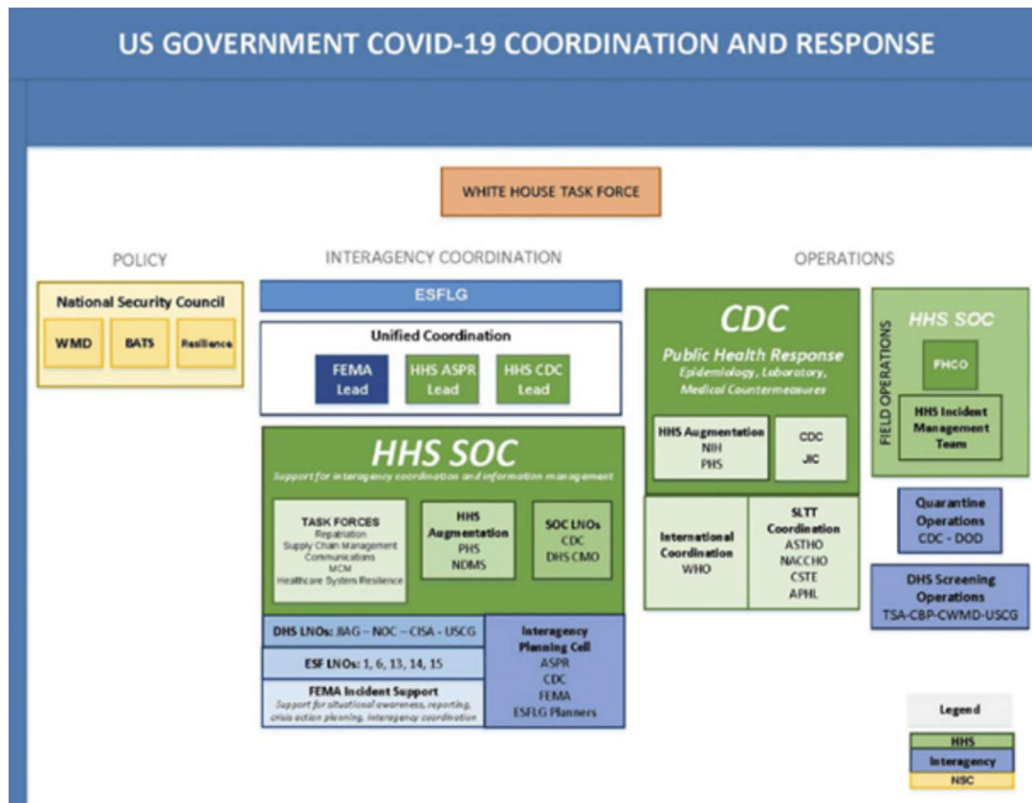 US GOVERNMENT COVID-19 COORDINATION AND RESPONSE
WHITE HOUSE TASK FORCE
POLICY
National Security Council
WMD
BATS
Resilience
INTERAGENCY COORDINATION
ESFLG
Unified Coordination
FEMA
Lead
HHS ASPR
Lead
HHS CDC
Lead
HHS SOC
Support for interagency coordination and information management
TASK FORCES
Repatriation
Supply Chain Management
Communications
MCM
Healthcare System Resilience
HHS
Augmentation
PHS
NDMS
SOC LNOs
CDC
DHS CMO
DHS LNOs: JIAG – NOC – CISA - USCG
ESF LNOs: 1, 6, 13, 14, 15
FEMA Incident Support
Support for situational awareness, reporting,
crisis action planning, interagency coordination
Interagency
Planning Cell
ASPR
CDC
FEMA
ESFLG Planners
OPERATIONS
CDC
Public Health Response
Epidemiology, Laboratory,
Medical Countermeasures
HHS Augmentation
NIH
PHS
CDC
JIC
International
Coordination
WHO
SLTT
Coordination
ASTHO
NACCHO
CSTE
APHL
FIELD OPERATIONS
HHS SOC
FHCO
HHS Incident
Management
Team
Quarantine
Operations
CDC - DOD
DHS Screening
Operations
TSA-CBP-CWMD-USCG
Legend
HHS
Interagency
NSC